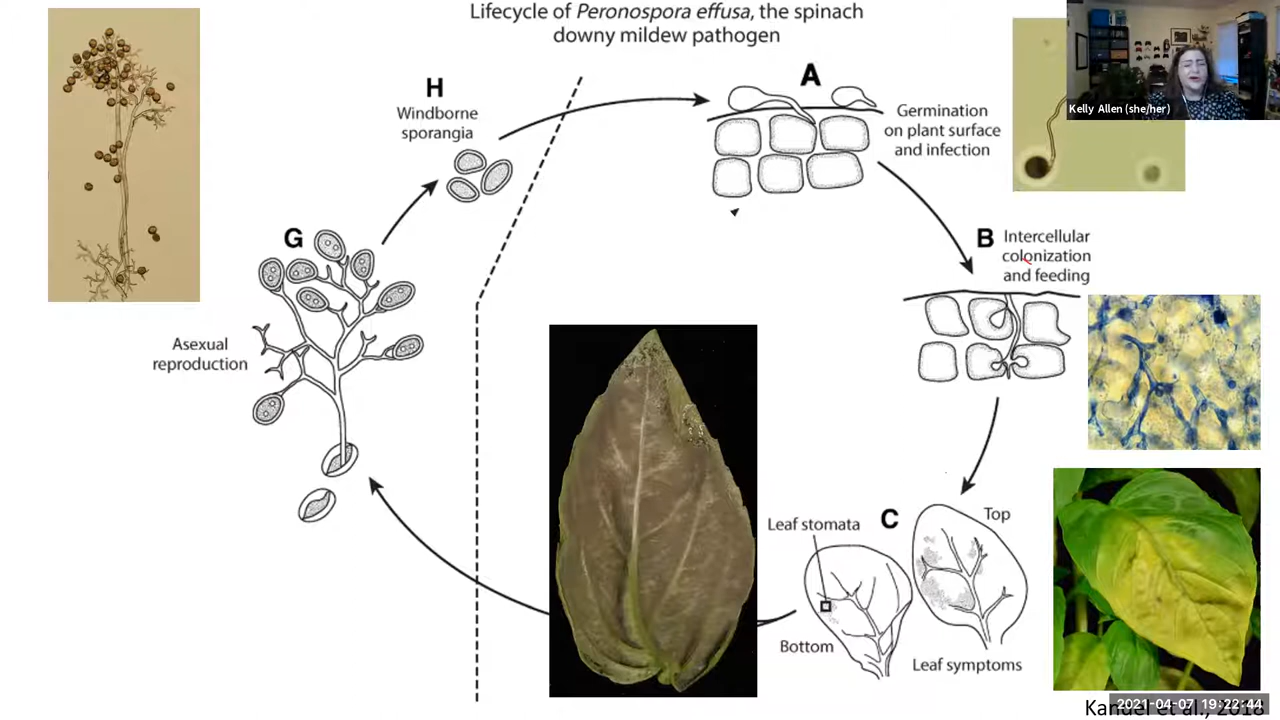 Lifecycle of Peronospora effusa, the spinach
downy mildew pathogen
H
Windborne
sporangia
A
Germination
on plant surface
and infection
Kelly Allen (she/her)
B
Intercellular
colonization
and feeding
G
Asexual
reproduction
Leaf stomata
C
Top
Bottom
Leaf symptoms
2021-04-07 19:22:44